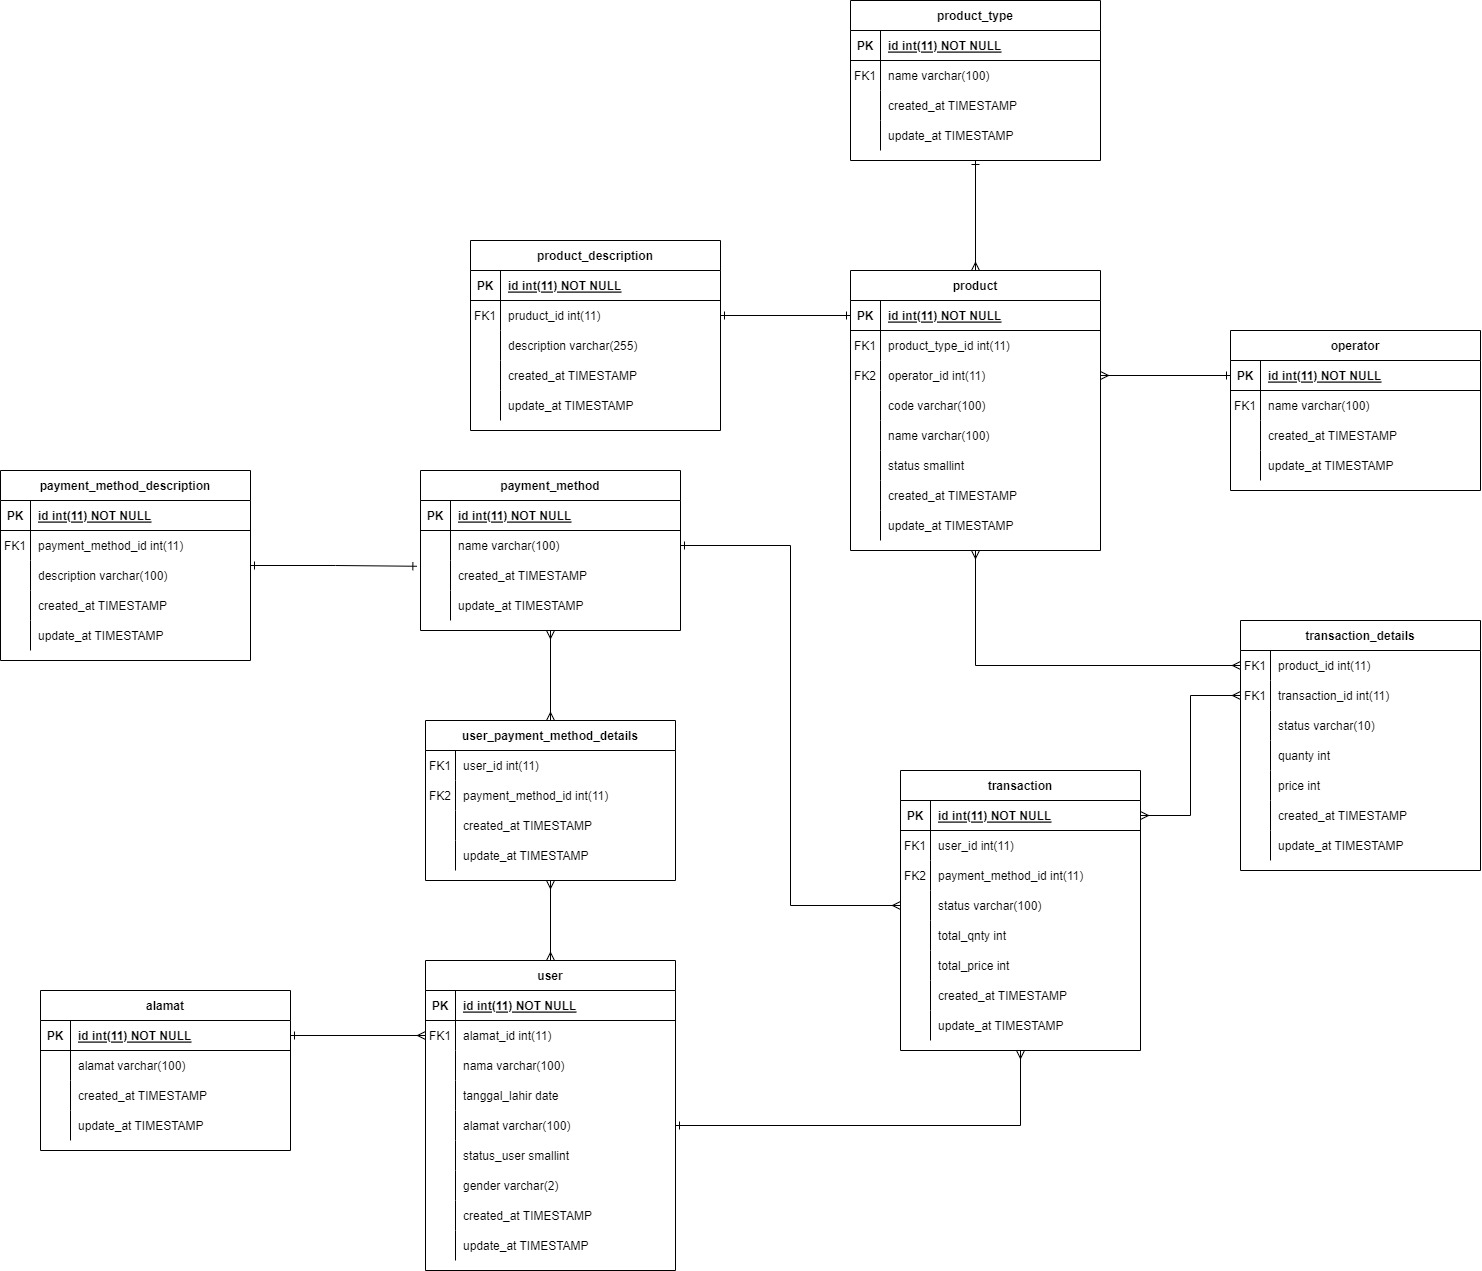 product_type
PK id int(11) NOT NULL
FK1 name varchar(100)
created_at TIMESTAMP
update_at TIMESTAMP
product_description
PK id int(11) NOT NULL
FK1 pruduct_id int(11)
description varchar(255)
created_at TIMESTAMP
update_at TIMESTAMP
product
PK id int(11) NOT NULL
FK1 product_type_id int(11)
FK2 operator_id int(11)
code varchar(100)
name varchar(100)
status smallint
created_at TIMESTAMP
update_at TIMESTAMP
operator
PK id int(11) NOT NULL
FK1 name varchar(100)
created_at TIMESTAMP
update_at TIMESTAMP
payment_method_description
PK id int(11) NOT NULL
FK1 payment_method_id int(11)
description varchar(100)
created_at TIMESTAMP
update_at TIMESTAMP
payment_method
PK id int(11) NOT NULL
name varchar(100)
created_at TIMESTAMP
update_at TIMESTAMP
transaction_details
FK1 product_id int(11)
FK1 transaction_id int(11)
status varchar(10)
quanty int
price int
created_at TIMESTAMP
update_at TIMESTAMP
user_payment_method_details
FK1 user_id int(11)
FK2 payment_method_id int(11)
created_at TIMESTAMP
update_at TIMESTAMP
transaction
PK id int(11) NOT NULL
FK1 user_id int(11)
FK2 payment_method_id int(11)
status varchar(100)
total_qnty int
total_price int
created_at TIMESTAMP
update_at TIMESTAMP
alamat
PK id int(11) NOT NULL
alamat varchar(100)
created_at TIMESTAMP
update_at TIMESTAMP
user
PK id int(11) NOT NULL
FK1 alamat_id int(11)
nama varchar(100)
tanggal_lahir date
alamat varchar(100)
status_user smallint
gender varchar(2)
created_at TIMESTAMP
update_at TIMESTAMP